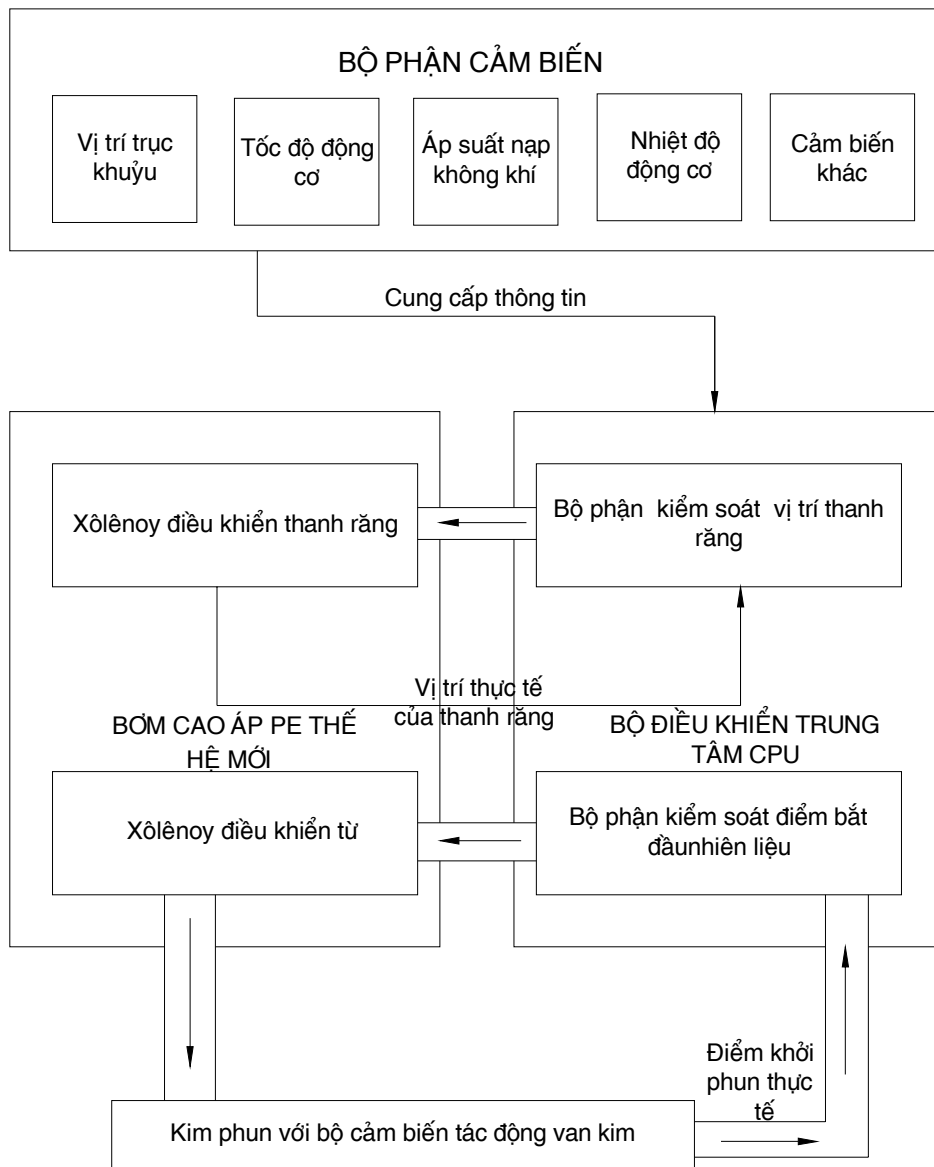 BỘ PHẬN CẢM BIẾN
Vị trí trục
khuỷu
Tốc độ động
cơ
Áp suất nạp
không khí
Nhiệt độ
động cơ
Cảm biến
khác
Cung cấp thông tin
Xôlênoy điều khiển thanh răng
Bộ phận kiểm soát vị trí thanh
răng
Vị trí thực tế
của thanh răng
BƠM CAO ÁP PE THẾ
HỆ MỚI
BỘ ĐIỀU KHIỂN TRUNG
TÂM CPU
Xôlênoy điều khiển từ
Bộ phận kiểm soát điểm bắt
đầunhiên liệu
Điểm khởi
phun thực
tế
Kim phun với bộ cảm biến tác động van kim